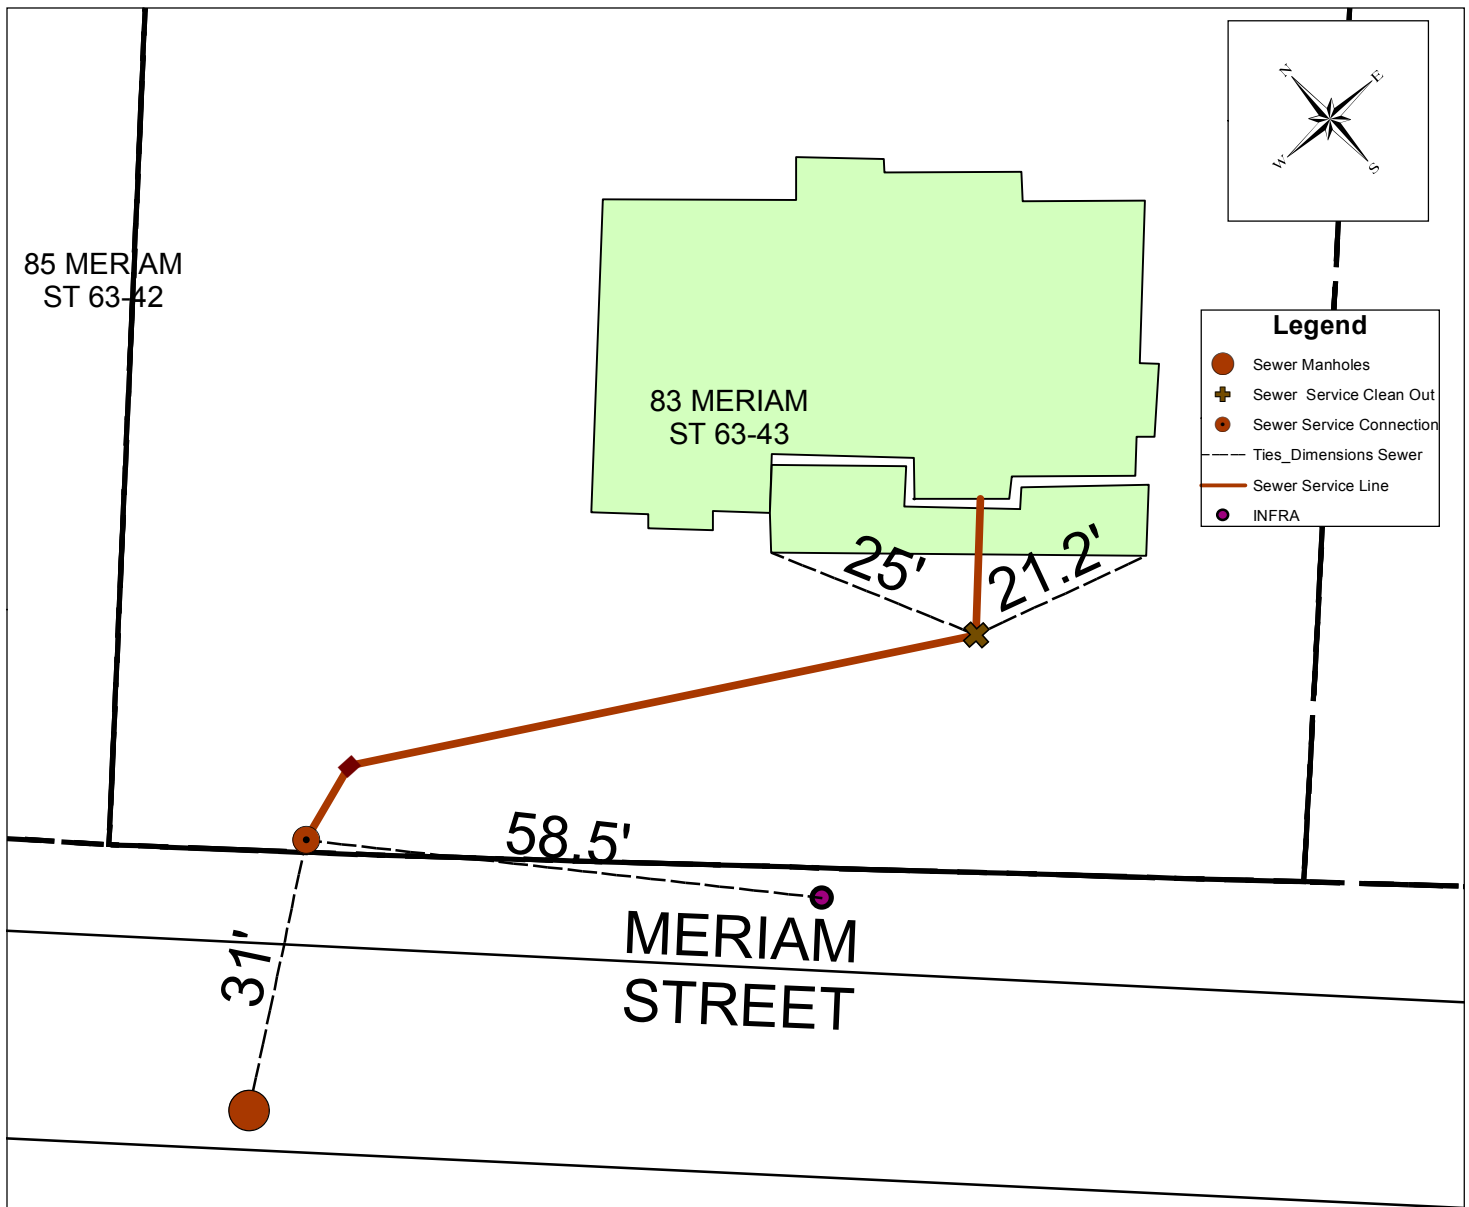 N
E
W
S
85 MERIAM
ST 63-42
Legend
Sewer Manholes
Sewer Service Clean Out
Sewer Service Connection
Ties_Dimensions Sewer
Sewer Service Line
INFRA
83 MERIAM
ST 63-43
25'
21.2'
58.5'
31'
MERIAM
STREET